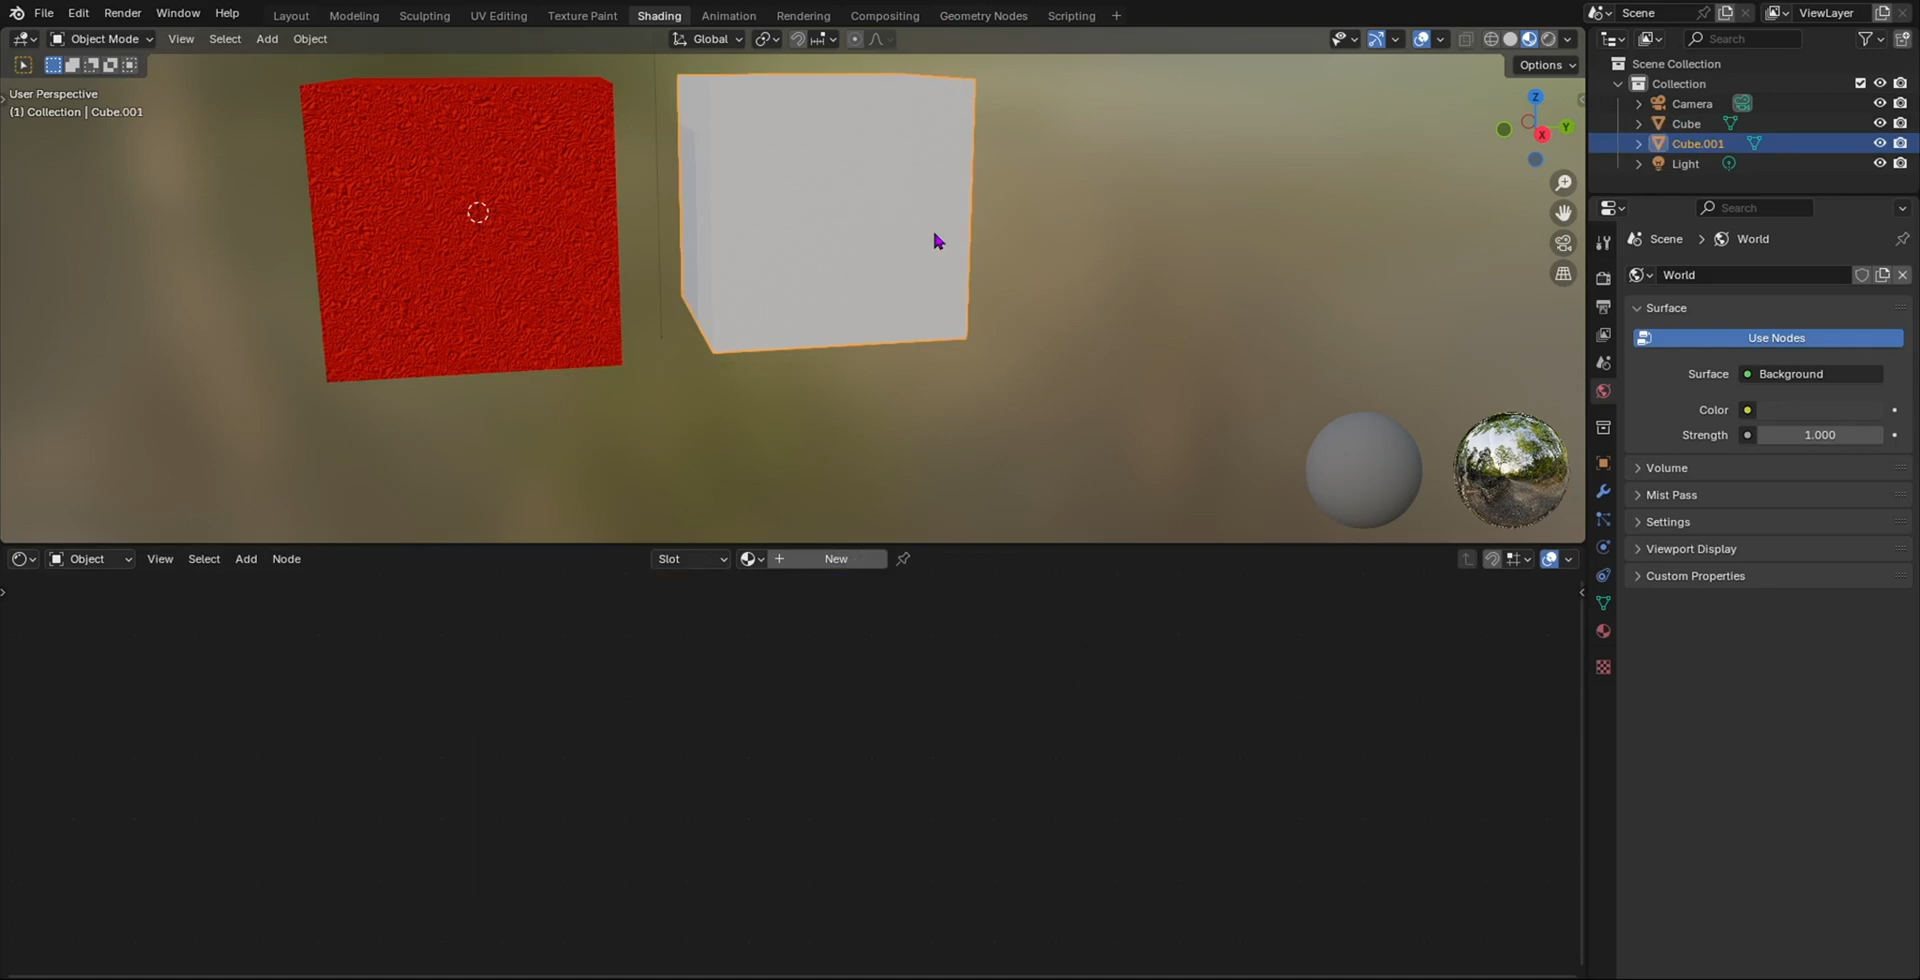 File Edit Render Window Help Layout Modeling Sculpting UV Editing Texture Paint Shading Animation Rendering Compositing Geometry Nodes Scripting + Scene ViewLayer
Object Mode View Select Add Object Global Search
Options
User Perspective
(1) Collection | Cube.001
Z
Y
X
Scene Collection
Collection
Camera
Cube
Cube.001
Light
Search
Scene > World
World
Surface
Use Nodes
Surface Background
Color
Strength 1.000
Volume
Mist Pass
Settings
Viewport Display
Custom Properties
Object View Select Add Node Slot + New